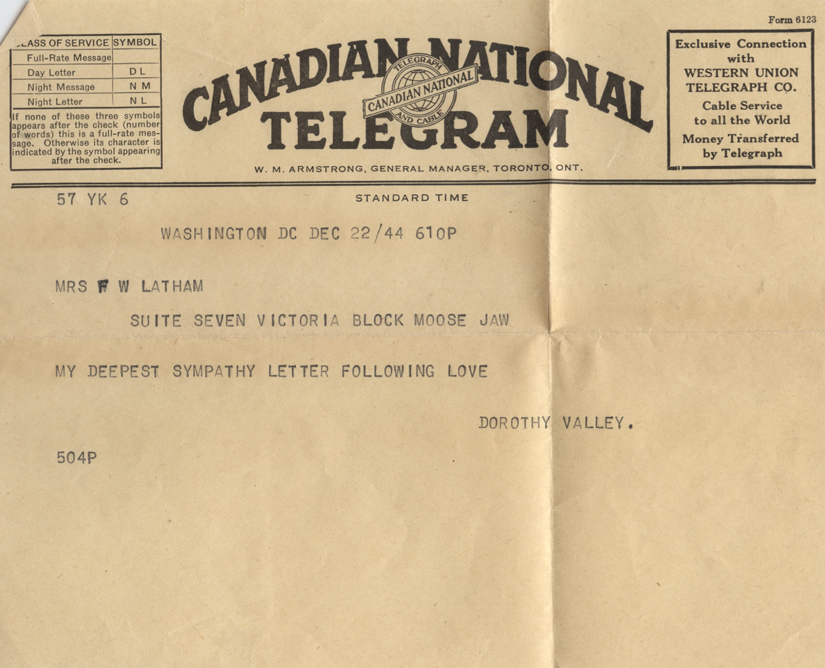 Form 6123
CLASS OF SERVICE SYMBOL
Full-Rate Message
Day Letter D L
Night Message N M
Night Letter N L
If none of these three symbols
appears after the check (number
of words) this is a full-rate mes-
sage. Otherwise its character is
indicated by the symbol appearing
after the check.
CANADIAN NATIONAL
TELEGRAPH
CANADIAN NATIONAL
AND CABLE
TELEGRAM
W. M. ARMSTRONG, GENERAL MANAGER, TORONTO, ONT.
Exclusive Connection
with
WESTERN UNION
TELEGRAPH CO.
Cable Service
to all the World
Money Transferred
by Telegraph
57 YK 6
STANDARD TIME
WASHINGTON DC DEC 22/44 610P
MRS F W LATHAM
SUITE SEVEN VICTORIA BLOCK MOOSE JAW
MY DEEPEST SYMPATHY LETTER FOLLOWING LOVE
DOROTHY VALLEY.
504P